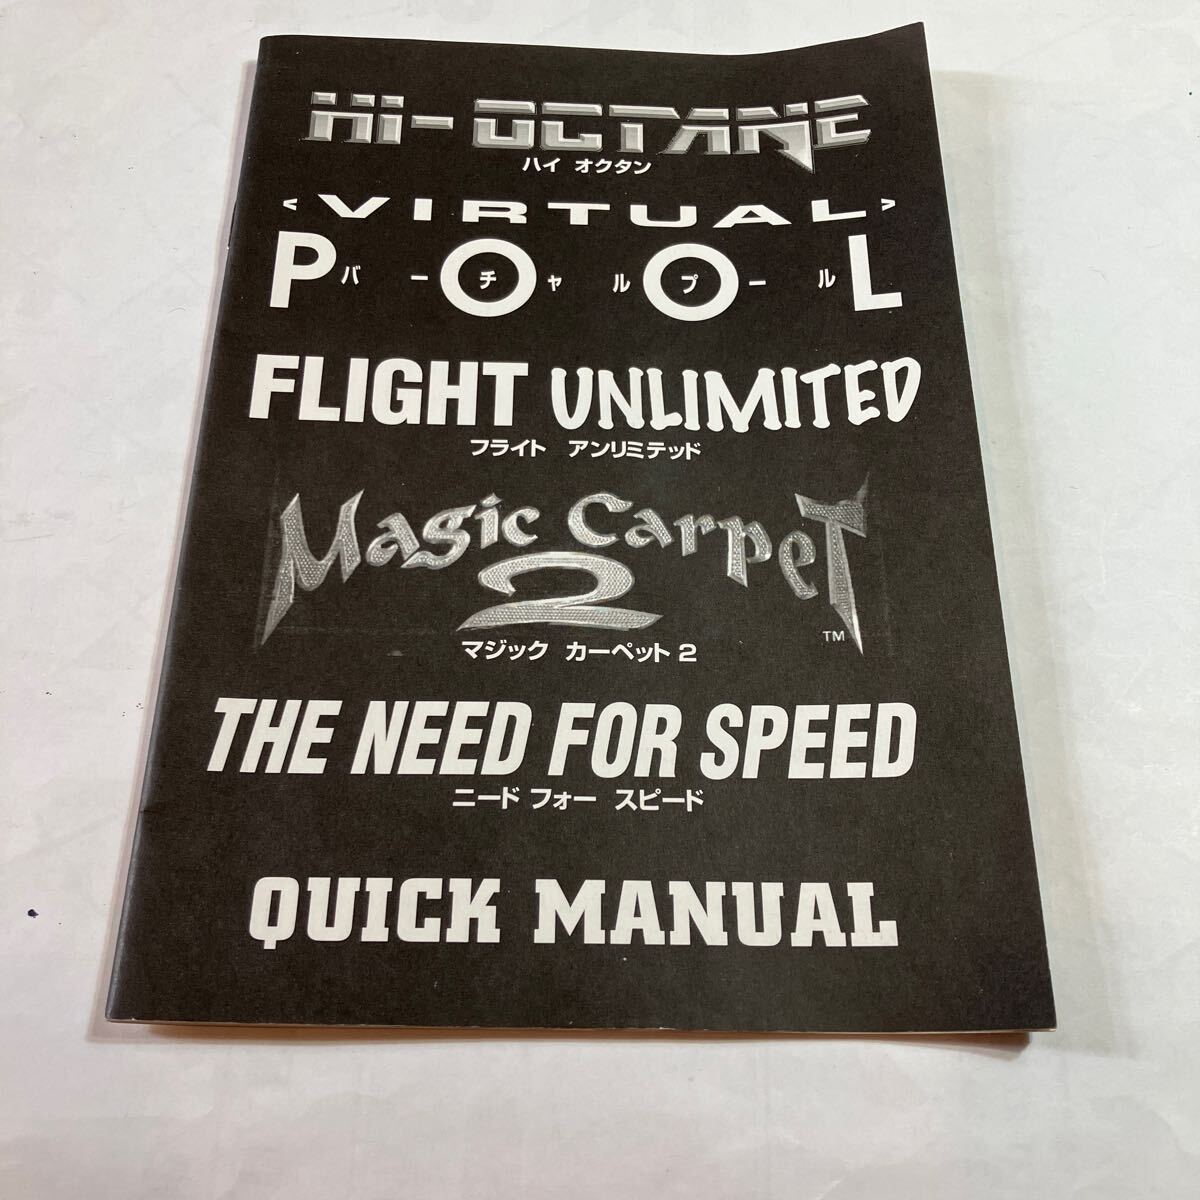 Hi-OCTANE
ハイ オクタン
<VIRTUAL>
POOL
バーチャルプール
FLIGHT UNLIMITED
フライト アンリミテッド
Magic Carpet
2
TM
マジック カーペット 2
THE NEED FOR SPEED
ニード フォー スピード
QUICK MANUAL